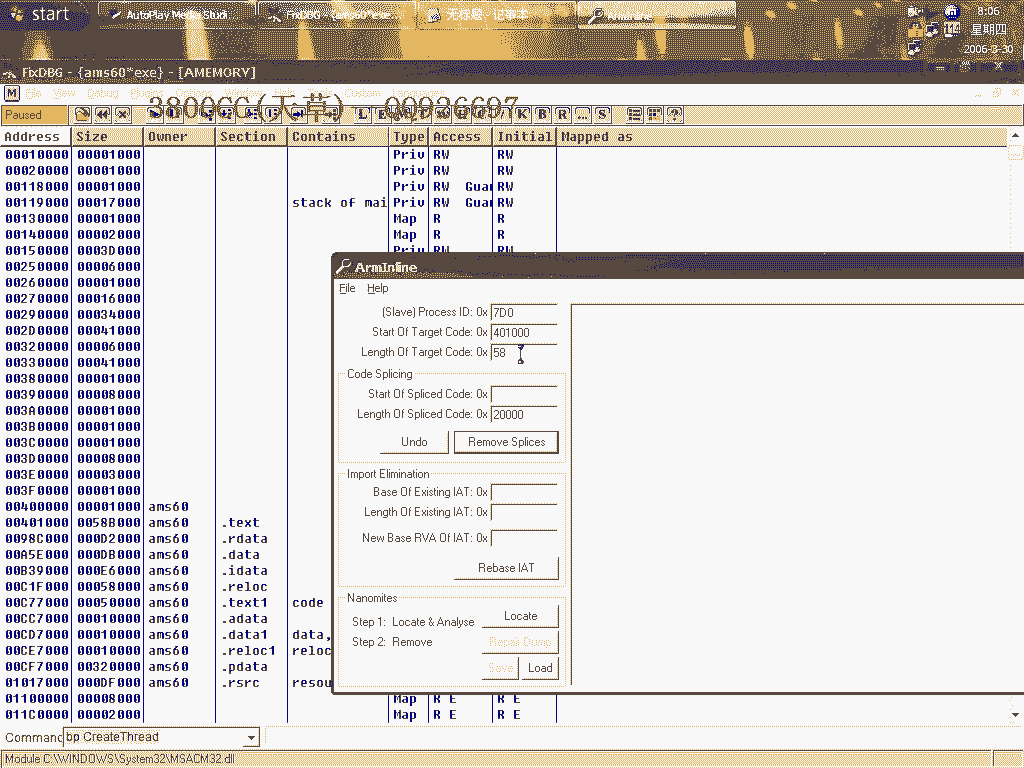 start
AutoPlay Media Studi...
FixDBG - {ams60*exe...
无标题 - 记事本
ArmInline
8:06
星期四
2006-3-30
FixDBG - {ams60*exe} - [AMEMORY]
File View Debug Plugins Options Window Help Custom Languages
3800CC(天草) - 00936697
Paused
K B R ... S ?
Address Size Owner Section Contains Type Access Initial Mapped as
00010000 00001000 Priv RW RW
00020000 00001000 Priv RW RW
00118000 00001000 Priv RW Guar RW
00119000 00017000 stack of mai Priv RW Guar RW
00130000 00001000 Map R R
00140000 00002000 Map R R
00150000 0003D000 Priv RW RW
00250000 00006000
00260000 00001000
00270000 00016000
00290000 00034000
002D0000 00041000
00320000 00006000
00330000 00041000
00380000 00001000
00390000 00008000
003A0000 00001000
003B0000 00001000
003C0000 00001000
003D0000 00008000
003E0000 00003000
003F0000 00001000
00400000 00001000 ams60
00401000 0058B000 ams60 .text
0098C000 000D2000 ams60 .rdata
00A5E000 000DB000 ams60 .data
00B39000 000E6000 ams60 .idata
00C1F000 00058000 ams60 .reloc
00C77000 00050000 ams60 .text1 code
00CC7000 00010000 ams60 .adata
00CD7000 00010000 ams60 .data1 data,
00CE7000 00010000 ams60 .reloc1 reloc
00CF7000 00320000 ams60 .pdata
01017000 000DF000 ams60 .rsrc resou
01100000 00008000 Map R E R E
011C0000 00002000 Map R E R E
ArmInline
File Help
(Slave) Process ID: 0x 7D0
Start Of Target Code: 0x 401000
Length Of Target Code: 0x 58
Code Splicing
Start Of Spliced Code: 0x
Length Of Spliced Code: 0x 20000
Undo Remove Splices
Import Elimination
Base Of Existing IAT: 0x
Length Of Existing IAT: 0x
New Base RVA Of IAT: 0x
Rebase IAT
Nanomites
Step 1: Locate & Analyse Locate
Step 2: Remove Repair Dump
Save Load
Command bp CreateThread
Module C:\WINDOWS\System32\MSACM32.dll